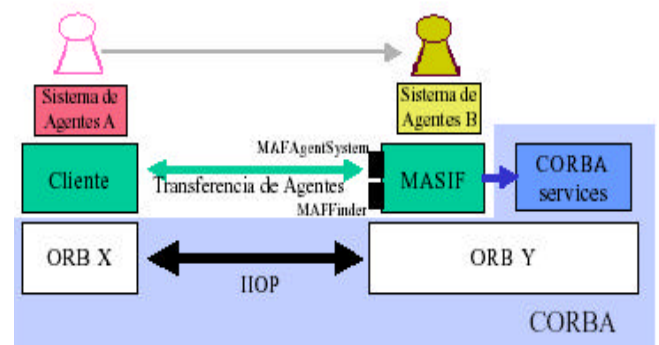 Sistema de
Agentes A
Sistema de
Agentes B
MAFAgentSystem
Cliente
Transferencia de Agentes
MASIF
CORBA
services
MAFFinder
ORB X
IIOP
ORB Y
CORBA